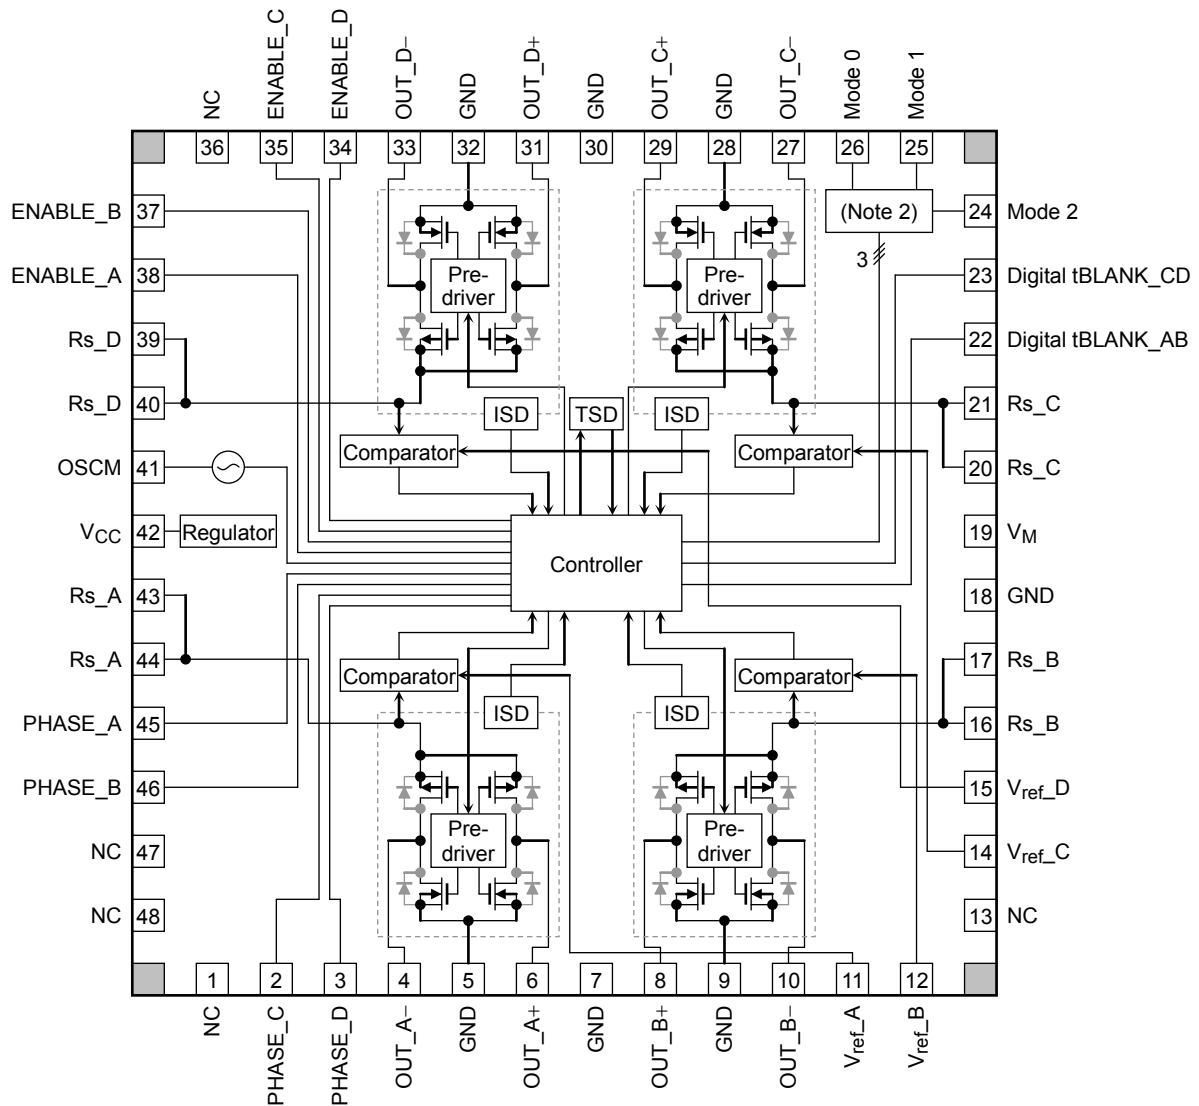 NC
ENABLE_C
ENABLE_D
OUT_D−
GND
OUT_D+
GND
OUT_C+
GND
OUT_C−
Mode 0
Mode 1
36
35
34
33
32
31
30
29
28
27
26
25
ENABLE_B
37
ENABLE_A
38
Rs_D
39
Rs_D
40
OSCM
41
VCC
42
Regulator
Rs_A
43
Rs_A
44
PHASE_A
45
PHASE_B
46
NC
47
NC
48
(Note 2)
3
24
Mode 2
23
Digital tBLANK_CD
22
Digital tBLANK_AB
21
Rs_C
20
Rs_C
19
VM
18
GND
17
Rs_B
16
Rs_B
15
Vref_D
14
Vref_C
13
NC
Pre-
driver
Pre-
driver
ISD
TSD
ISD
Comparator
Comparator
Controller
Comparator
Comparator
ISD
ISD
Pre-
driver
Pre-
driver
1
2
3
4
5
6
7
8
9
10
11
12
NC
PHASE_C
PHASE_D
OUT_A−
GND
OUT_A+
GND
OUT_B+
GND
OUT_B−
Vref_A
Vref_B